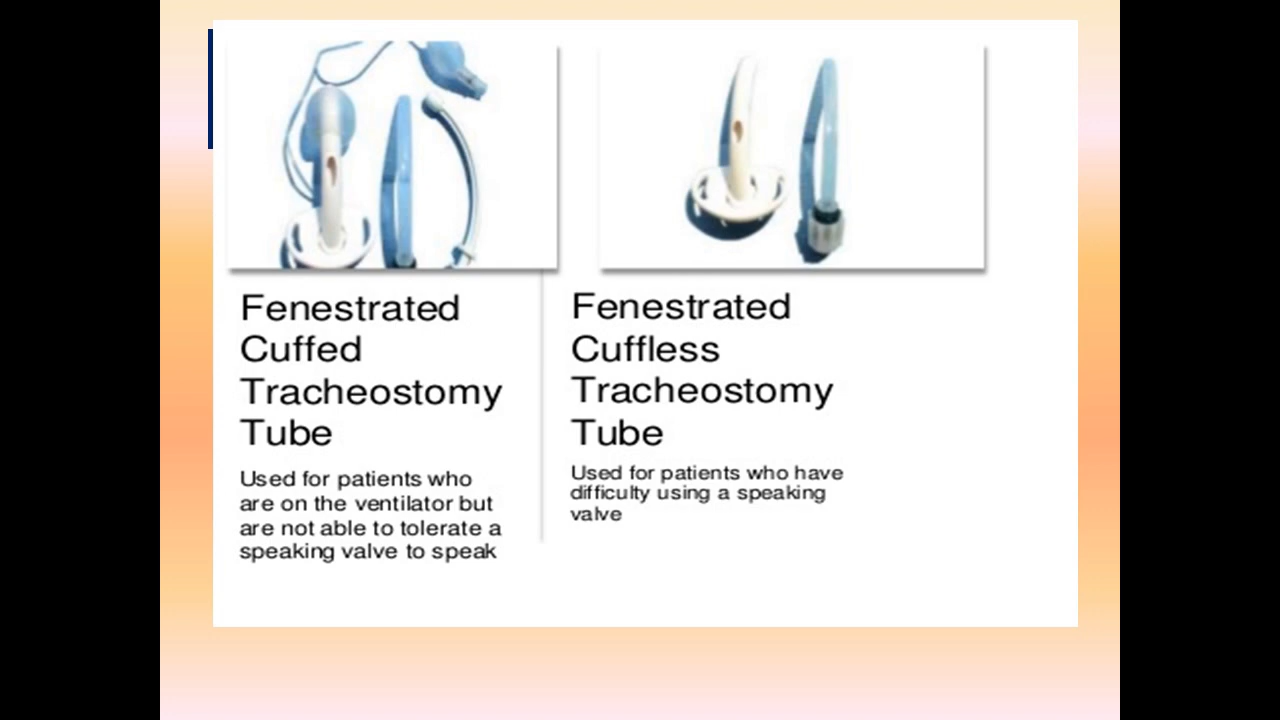 Fenestrated
Cuffed
Tracheostomy
Tube
Used for patients who
are on the ventilator but
are not able to tolerate a
speaking valve to speak
Fenestrated
Cuffless
Tracheostomy
Tube
Used for patients who have
difficulty using a speaking
valve